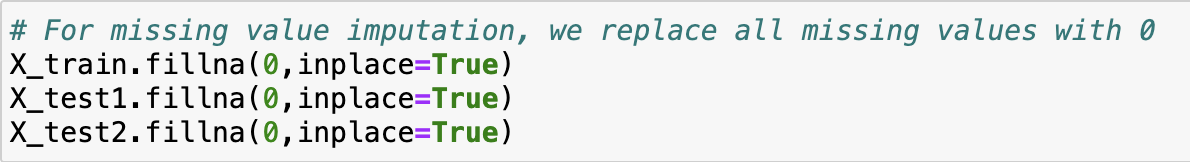 # For missing value imputation, we replace all missing values with 0
X_train.fillna(0,inplace=True)
X_test1.fillna(0,inplace=True)
X_test2.fillna(0,inplace=True)